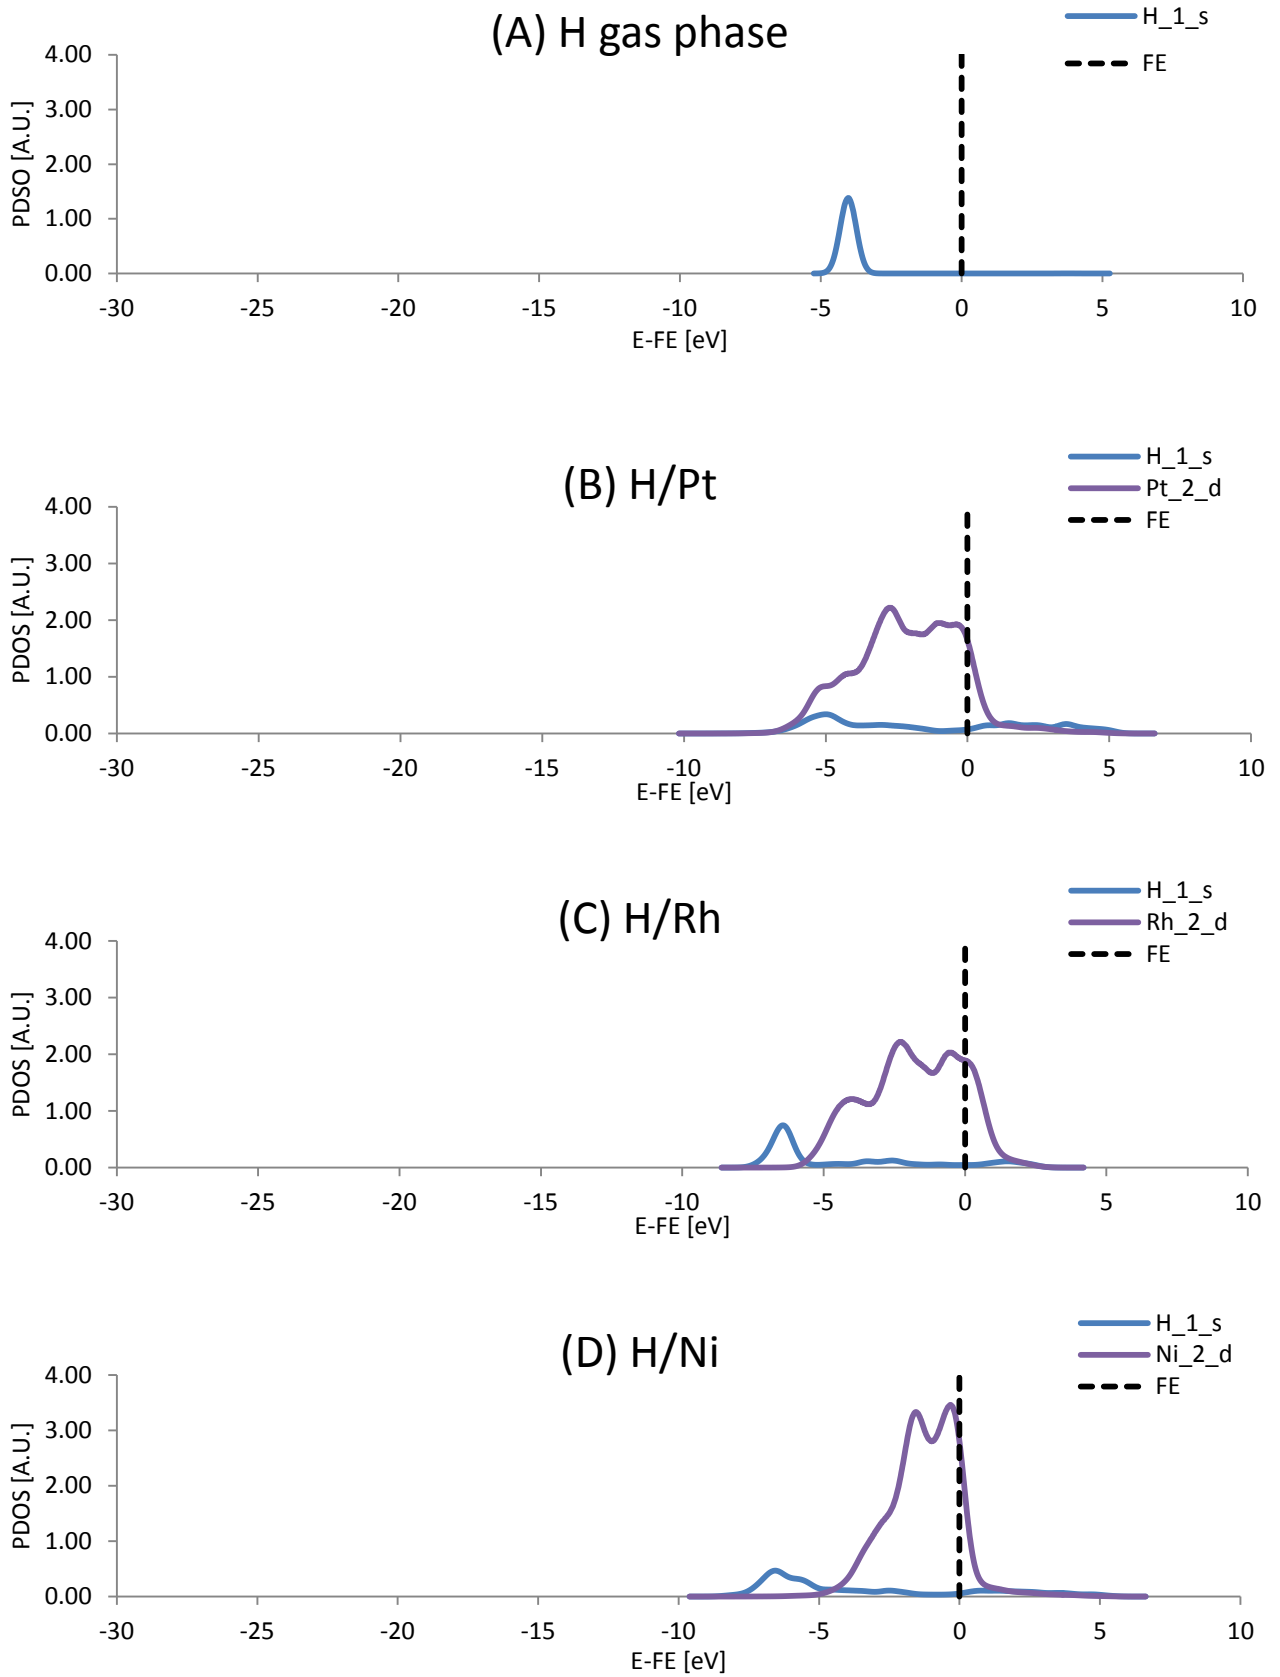 (A) H gas phase
H_1_s
FE
PDSO [A.U.]
4.00
3.00
2.00
1.00
0.00
-30 -25 -20 -15 -10 -5 0 5 10
E-FE [eV]
(B) H/Pt
H_1_s
Pt_2_d
FE
PDOS [A.U.]
4.00
3.00
2.00
1.00
0.00
-30 -25 -20 -15 -10 -5 0 5 10
E-FE [eV]
(C) H/Rh
H_1_s
Rh_2_d
FE
PDOS [A.U.]
4.00
3.00
2.00
1.00
0.00
-30 -25 -20 -15 -10 -5 0 5 10
E-FE [eV]
(D) H/Ni
H_1_s
Ni_2_d
FE
PDOS [A.U.]
4.00
3.00
2.00
1.00
0.00
-30 -25 -20 -15 -10 -5 0 5 10
E-FE [eV]